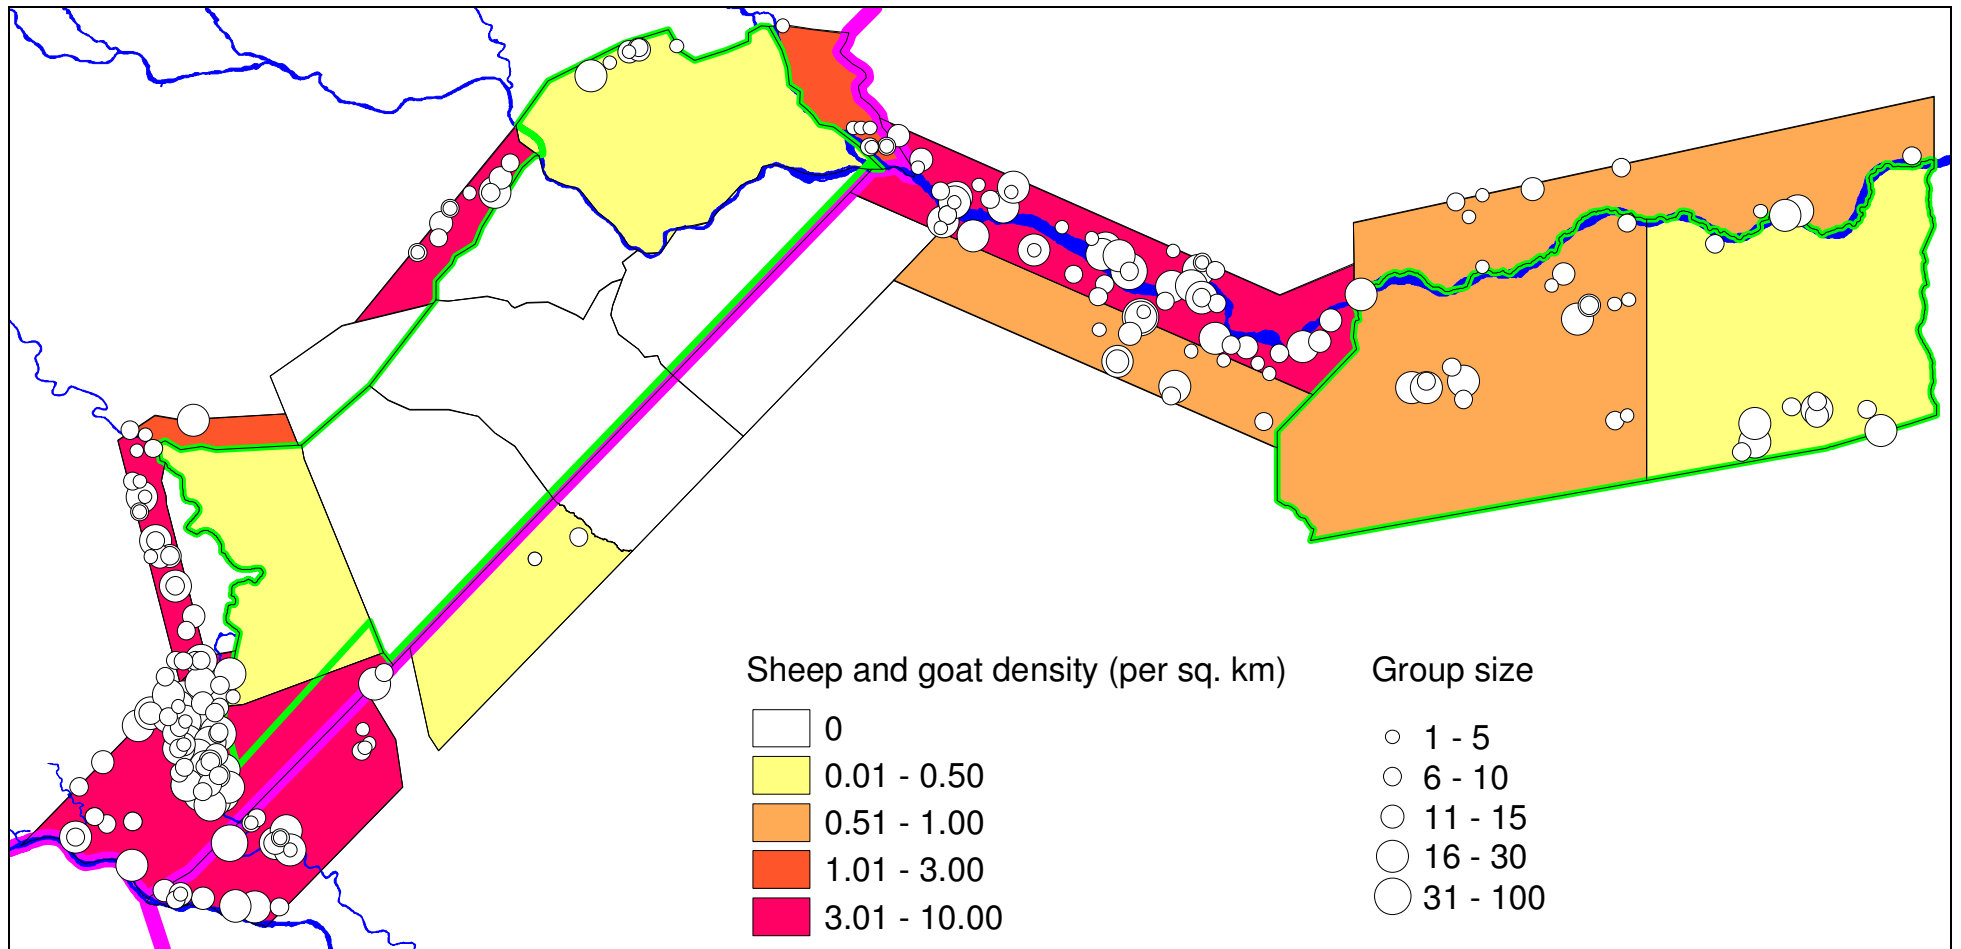 Sheep and goat density (per sq. km)
0
0.01 - 0.50
0.51 - 1.00
1.01 - 3.00
3.01 - 10.00
Group size
1 - 5
6 - 10
11 - 15
16 - 30
31 - 100